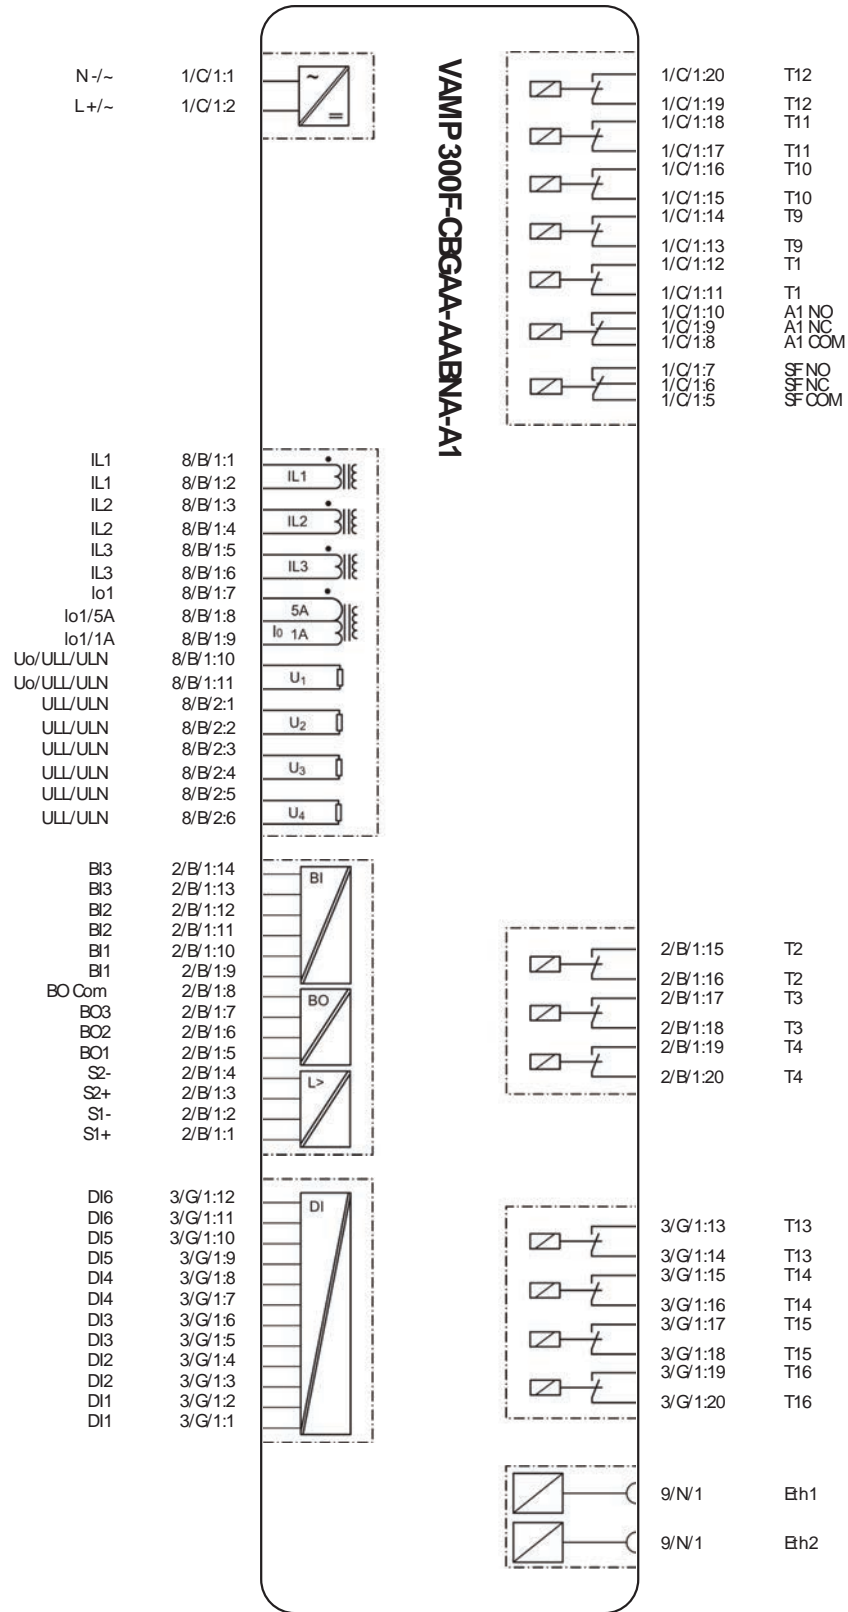 VAMP 300F-CBGAA-AABNA-A1
N -/~ 1/C/1:1
L +/~ 1/C/1:2
~
=
IL1 8/B/1:1
IL1 8/B/1:2
IL2 8/B/1:3
IL2 8/B/1:4
IL3 8/B/1:5
IL3 8/B/1:6
Io1 8/B/1:7
Io1/5A 8/B/1:8
Io1/1A 8/B/1:9
Uo/ULL/ULN 8/B/1:10
Uo/ULL/ULN 8/B/1:11
ULL/ULN 8/B/2:1
ULL/ULN 8/B/2:2
ULL/ULN 8/B/2:3
ULL/ULN 8/B/2:4
ULL/ULN 8/B/2:5
ULL/ULN 8/B/2:6
IL1
IL2
IL3
5A
I0 1A
U1
U2
U3
U4
BI3 2/B/1:14
BI3 2/B/1:13
BI2 2/B/1:12
BI2 2/B/1:11
BI1 2/B/1:10
BI1 2/B/1:9
BO Com 2/B/1:8
BO3 2/B/1:7
BO2 2/B/1:6
BO1 2/B/1:5
S2- 2/B/1:4
S2+ 2/B/1:3
S1- 2/B/1:2
S1+ 2/B/1:1
BI
BO
L>
DI6 3/G/1:12
DI6 3/G/1:11
DI5 3/G/1:10
DI5 3/G/1:9
DI4 3/G/1:8
DI4 3/G/1:7
DI3 3/G/1:6
DI3 3/G/1:5
DI2 3/G/1:4
DI2 3/G/1:3
DI1 3/G/1:2
DI1 3/G/1:1
DI
1/C/1:20 T12
1/C/1:19 T12
1/C/1:18 T11
1/C/1:17 T11
1/C/1:16 T10
1/C/1:15 T10
1/C/1:14 T9
1/C/1:13 T9
1/C/1:12 T1
1/C/1:11 T1
1/C/1:10 A1 NO
1/C/1:9 A1 NC
1/C/1:8 A1 COM
1/C/1:7 SF NO
1/C/1:6 SF NC
1/C/1:5 SF COM
2/B/1:15 T2
2/B/1:16 T2
2/B/1:17 T3
2/B/1:18 T3
2/B/1:19 T4
2/B/1:20 T4
3/G/1:13 T13
3/G/1:14 T13
3/G/1:15 T14
3/G/1:16 T14
3/G/1:17 T15
3/G/1:18 T15
3/G/1:19 T16
3/G/1:20 T16
9/N/1 Eth1
9/N/1 Eth2